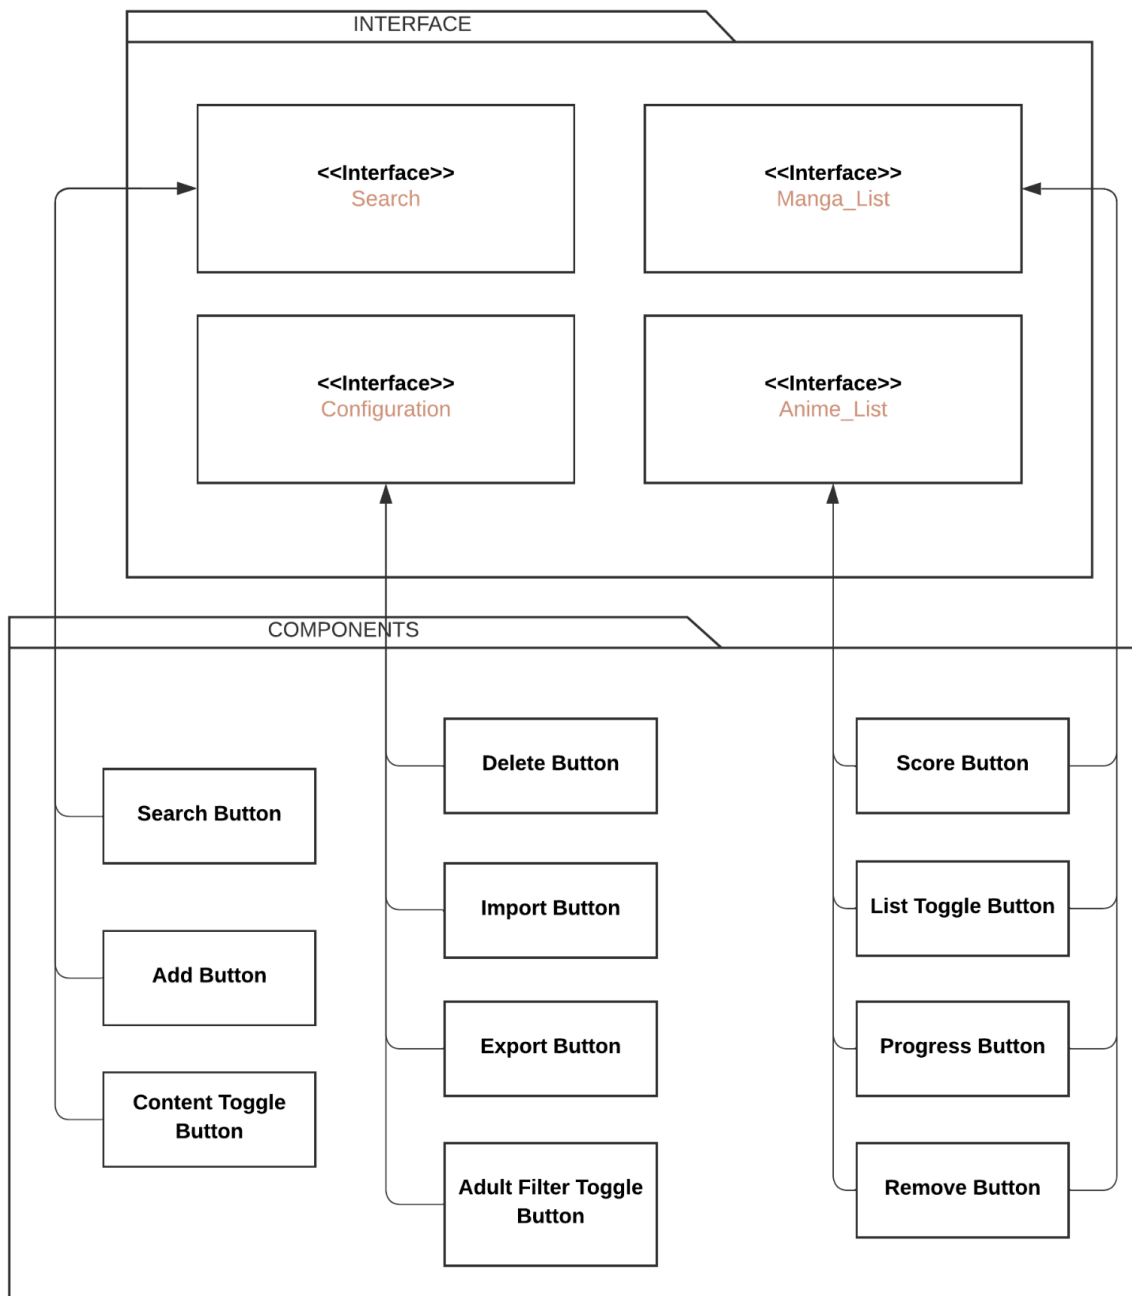 INTERFACE
<<Interface>>
Search
<<Interface>>
Manga_List
<<Interface>>
Configuration
<<Interface>>
Anime_List
COMPONENTS
Search Button
Add Button
Content Toggle
Button
Delete Button
Import Button
Export Button
Adult Filter Toggle
Button
Score Button
List Toggle Button
Progress Button
Remove Button